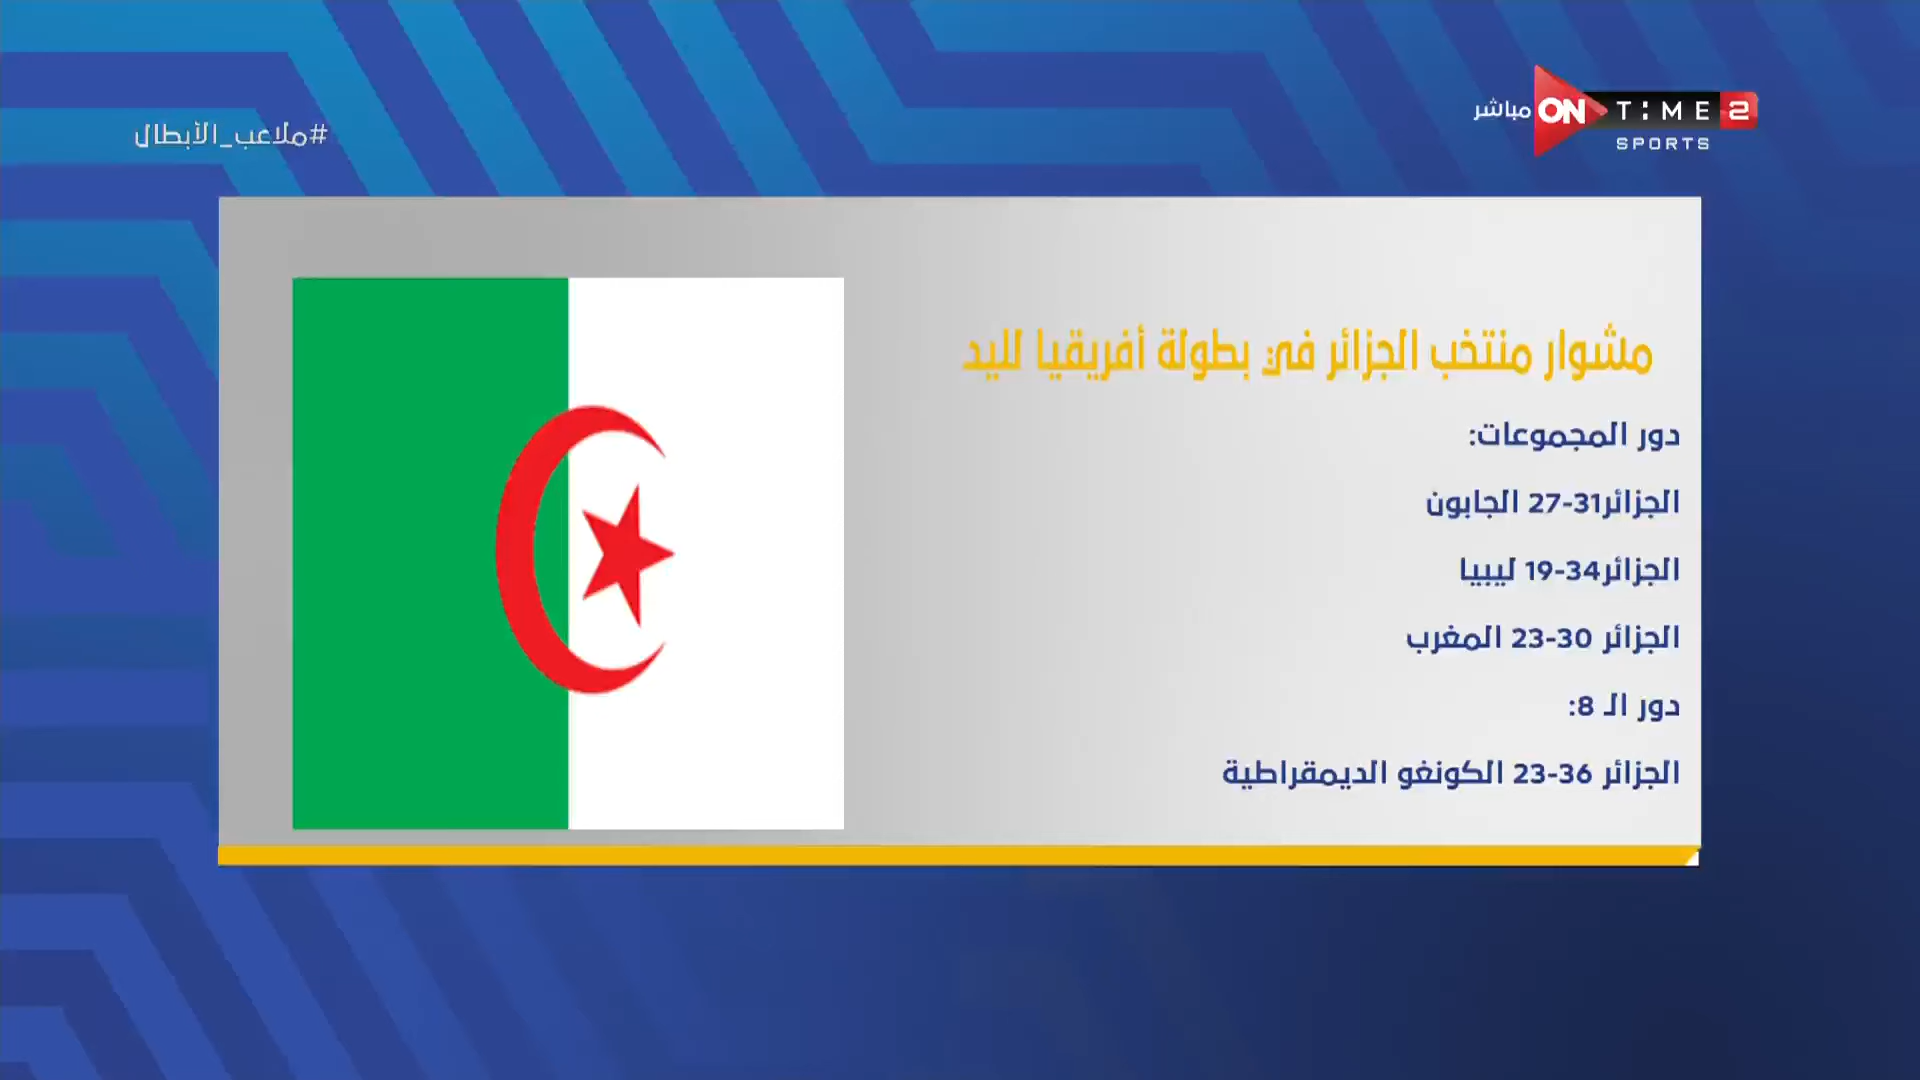 مباشر ON TIME 2
SPORTS
#ملاعب_الأبطال
مشوار منتخب الجزائر في بطولة أفريقيا لليد
دور المجموعات:
الجزائر31-27 الجابون
الجزائر34-19 ليبيا
الجزائر 30-23 المغرب
دور الـ 8:
الجزائر 36-23 الكونغو الديمقراطية